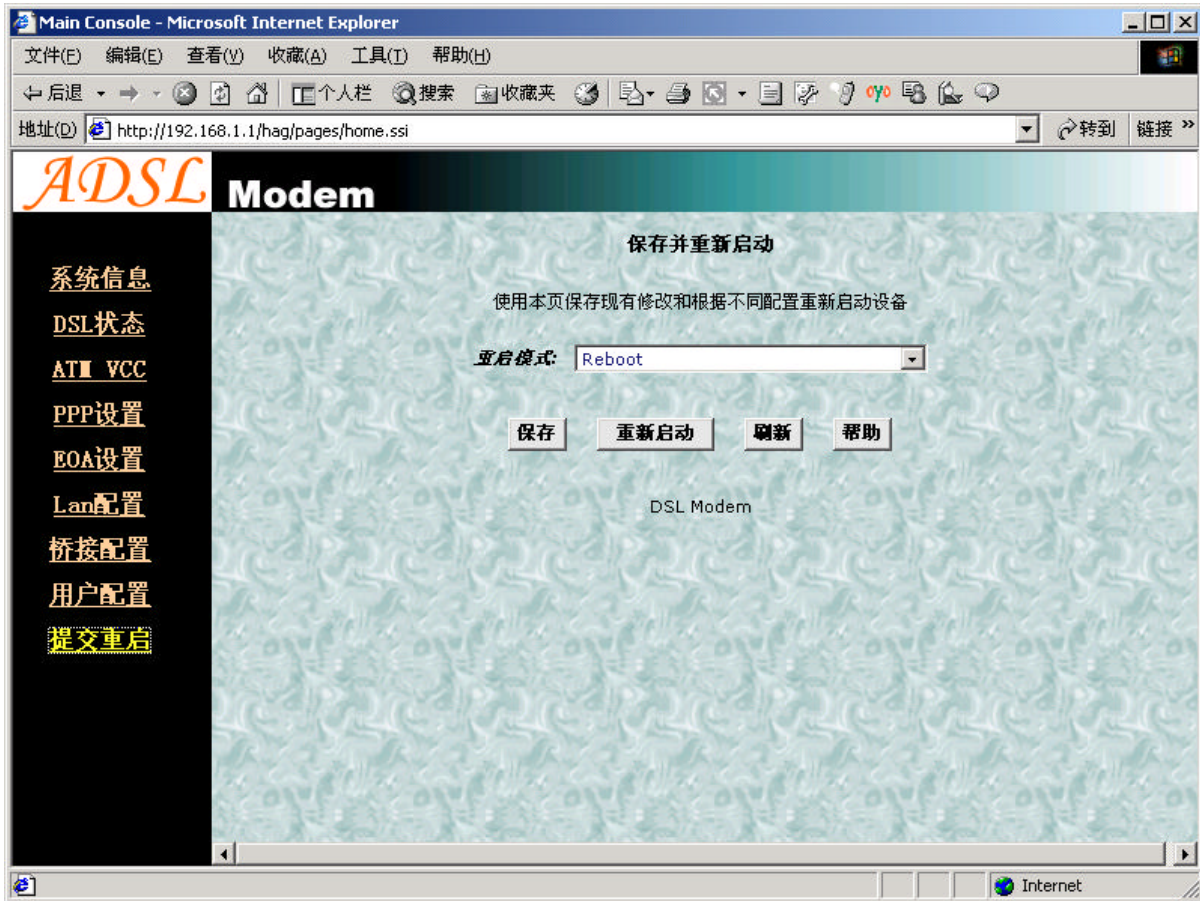 Main Console - Microsoft Internet Explorer
文件(F) 编辑(E) 查看(V) 收藏(A) 工具(T) 帮助(H)
后退 个人栏 搜索 收藏夹
地址(D) http://192.168.1.1/hag/pages/home.ssi 转到 链接 »
ADSL Modem
系统信息
DSL状态
ATM VCC
PPP设置
EOA设置
Lan配置
桥接配置
用户配置
提交重启
保存并重新启动
使用本页保存现有修改和根据不同配置重新启动设备
重启模式: Reboot
保存 重新启动 刷新 帮助
DSL Modem
Internet